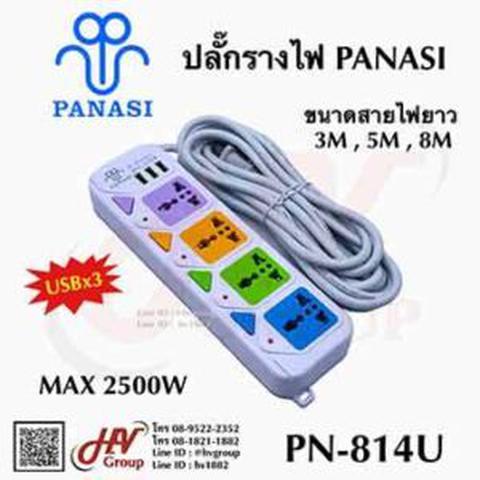 ปลั๊กรางไฟ PANASI
PANASI
ขนาดสายไฟยาว
3M , 5M , 8M
USBx3
MAX 2500W
HV
Group
โทร 08-9522-2352
โทร 08-1821-1882
Line ID : @hvgroup
Line ID : hv1882
PN-814U